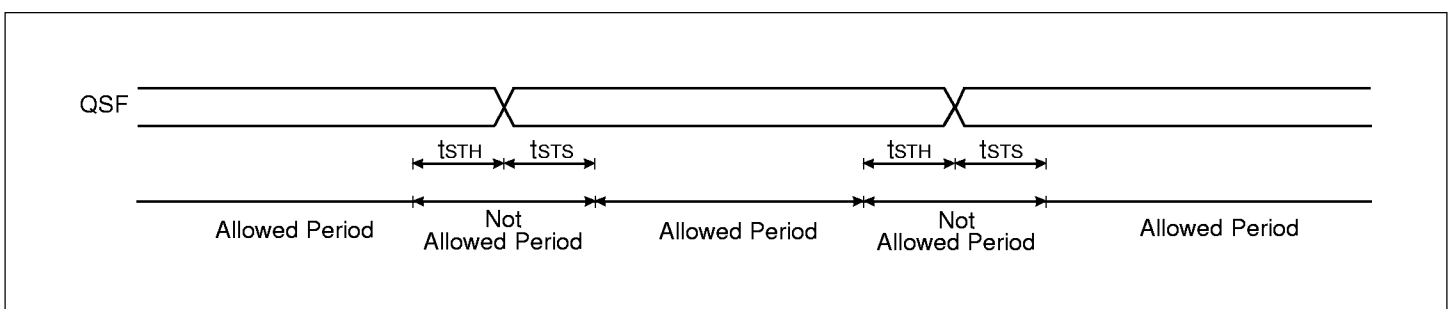 QSF
tSTH tSTS tSTH tSTS
Allowed Period Not Allowed Period Allowed Period Not Allowed Period Allowed Period